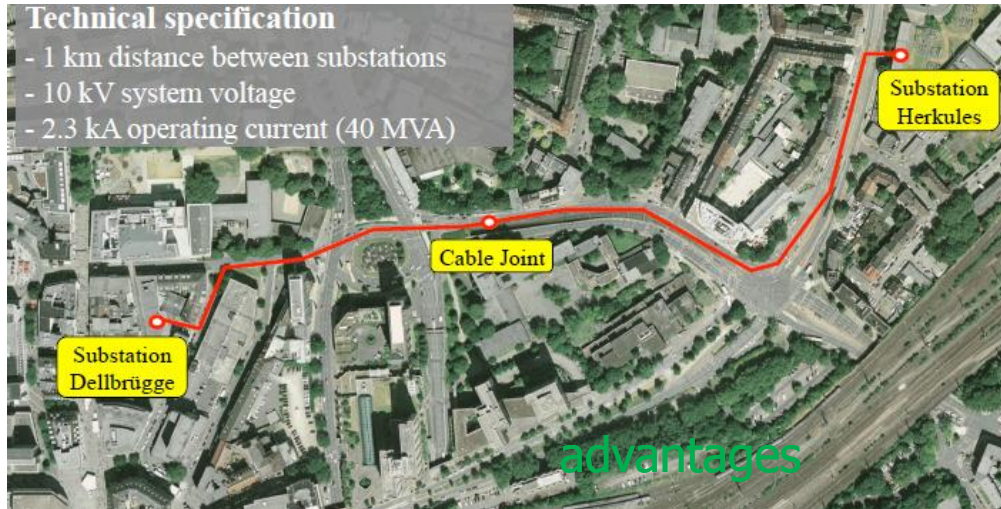 Technical specification
- 1 km distance between substations
- 10 kV system voltage
- 2.3 kA operating current (40 MVA)
Substation
Herkules
Cable Joint
Substation
Dellbrügge
advantages